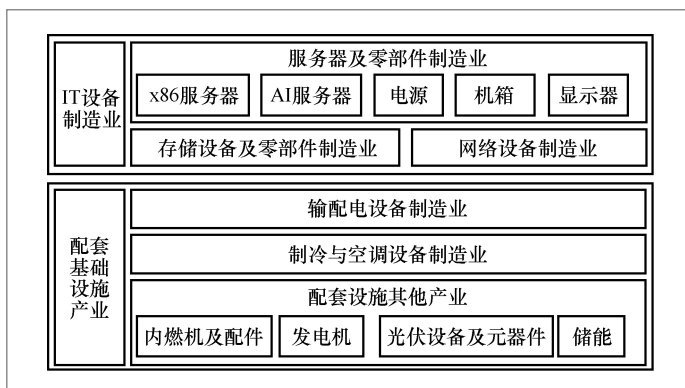 IT设备
制造业
服务器及零部件制造业
x86服务器
AI服务器
电源
机箱
显示器
存储设备及零部件制造业
网络设备制造业
配套
基础
设施
产业
输配电设备制造业
制冷与空调设备制造业
配套设施其他产业
内燃机及配件
发电机
光伏设备及元器件
储能